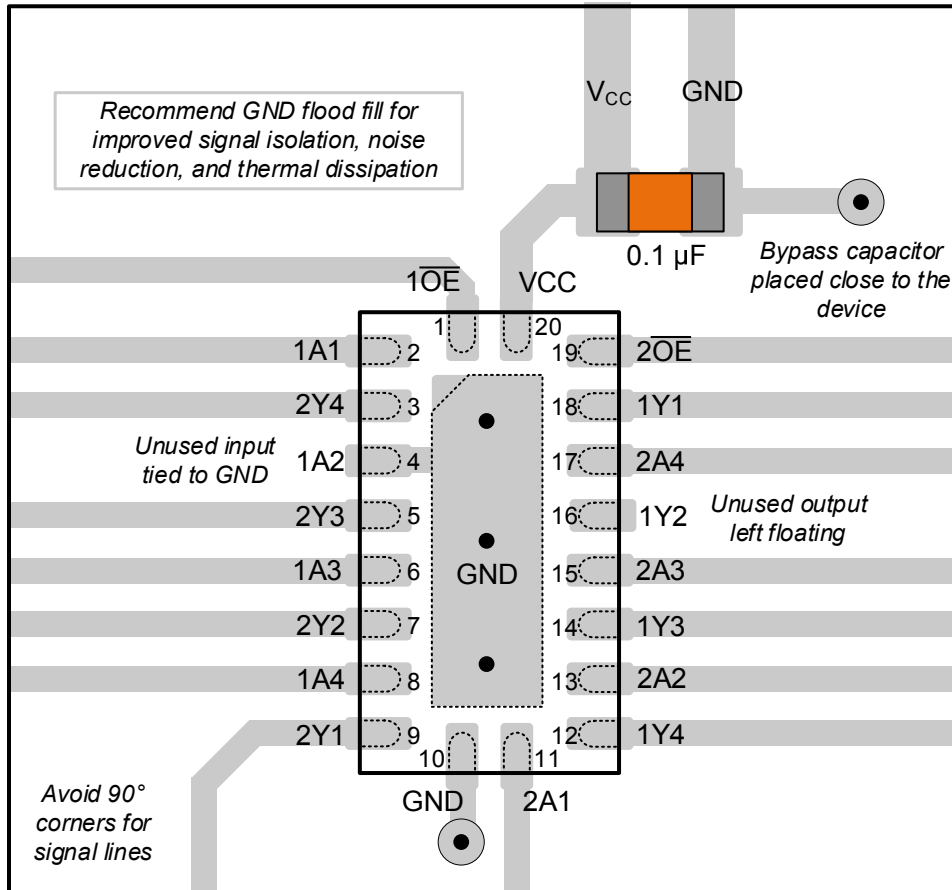 Recommend GND flood fill for
improved signal isolation, noise
reduction, and thermal dissipation
V_CC GND
0.1 µF
Bypass capacitor
placed close to the
device
1O̅E̅ VCC
1 20
1A1 2 19 2O̅E̅
2Y4 3 18 1Y1
Unused input
tied to GND
1A2 4 17 2A4
2Y3 5 16 1Y2
Unused output
left floating
1A3 6 GND 15 2A3
2Y2 7 14 1Y3
1A4 8 13 2A2
2Y1 9 12 1Y4
10 11
GND 2A1
Avoid 90°
corners for
signal lines